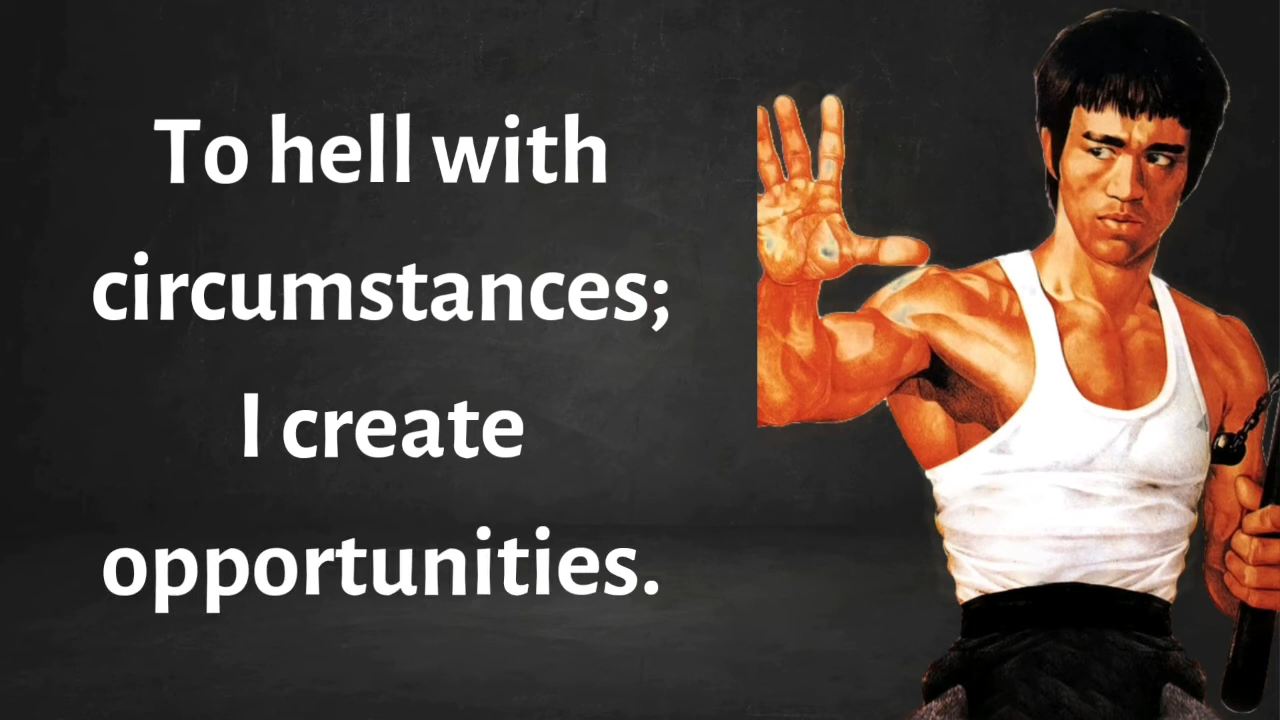 To hell with
circumstances;
I create
opportunities.